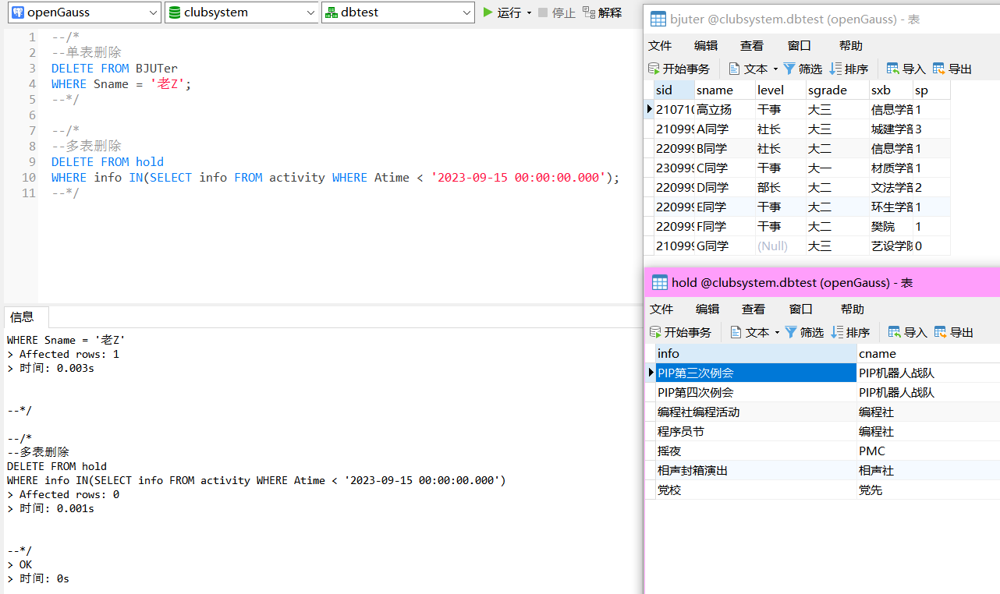 openGauss clubsystem dbtest 运行 停止 解释
1 --/*
2 --单表删除
3 DELETE FROM BJUTer
4 WHERE Sname = '老Z';
5 --*/
6
7 --/*
8 --多表删除
9 DELETE FROM hold
10 WHERE info IN(SELECT info FROM activity WHERE Atime < '2023-09-15 00:00:00.000');
11 --*/
信息
WHERE Sname = '老Z'
> Affected rows: 1
> 时间: 0.003s
--*/
--/*
--多表删除
DELETE FROM hold
WHERE info IN(SELECT info FROM activity WHERE Atime < '2023-09-15 00:00:00.000')
> Affected rows: 0
> 时间: 0.001s
--*/
> OK
> 时间: 0s
bjuter @clubsystem.dbtest (openGauss) - 表
文件 编辑 查看 窗口 帮助
开始事务 文本 筛选 排序 导入 导出
sid sname level sgrade sxb sp
21071 高立扬 干事 大三 信息学部 1
210999 A同学 社长 大三 城建学部 3
220999 B同学 社长 大二 信息学部 1
230999 C同学 干事 大一 材质学部 1
220999 D同学 部长 大二 文法学部 2
220999 E同学 干事 大二 环生学部 1
220999 F同学 干事 大二 樊院 1
210999 G同学 (Null) 大三 艺设学院 0
hold @clubsystem.dbtest (openGauss) - 表
文件 编辑 查看 窗口 帮助
开始事务 文本 筛选 排序 导入 导出
info cname
PIP第三次例会 PIP机器人战队
PIP第四次例会 PIP机器人战队
编程社编程活动 编程社
程序员节 编程社
摇夜 PMC
相声封箱演出 相声社
党校 党先